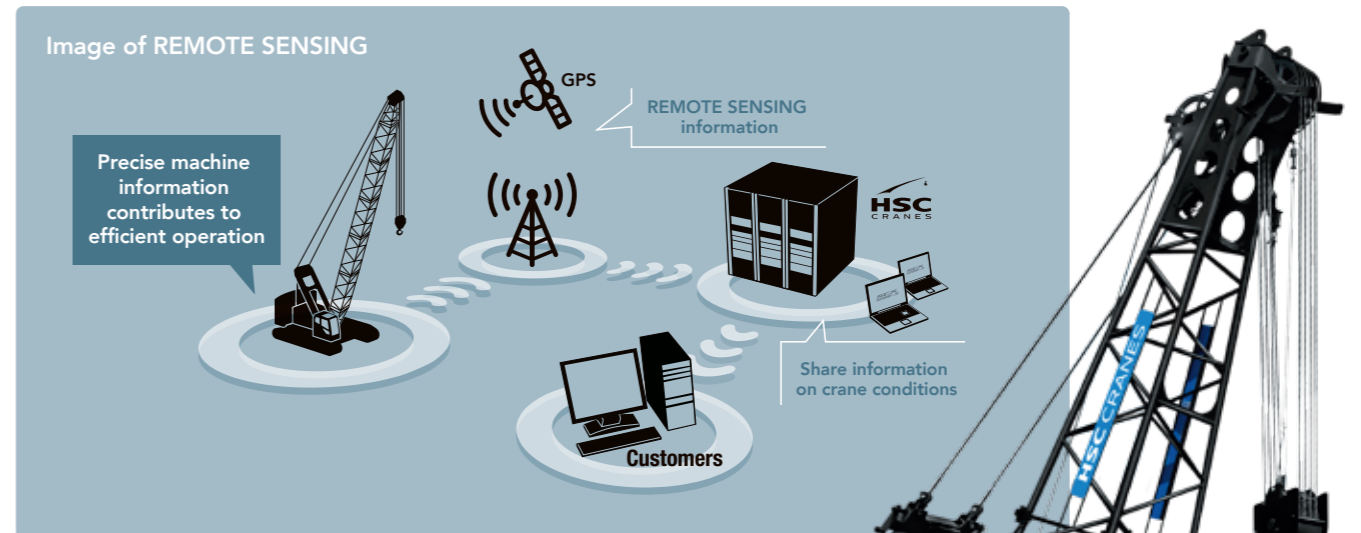 Image of REMOTE SENSING
GPS
REMOTE SENSING
information
Precise machine
information
contributes to
efficient operation
HSC
CRANES
Share information
on crane conditions
Customers
HSC CRANES